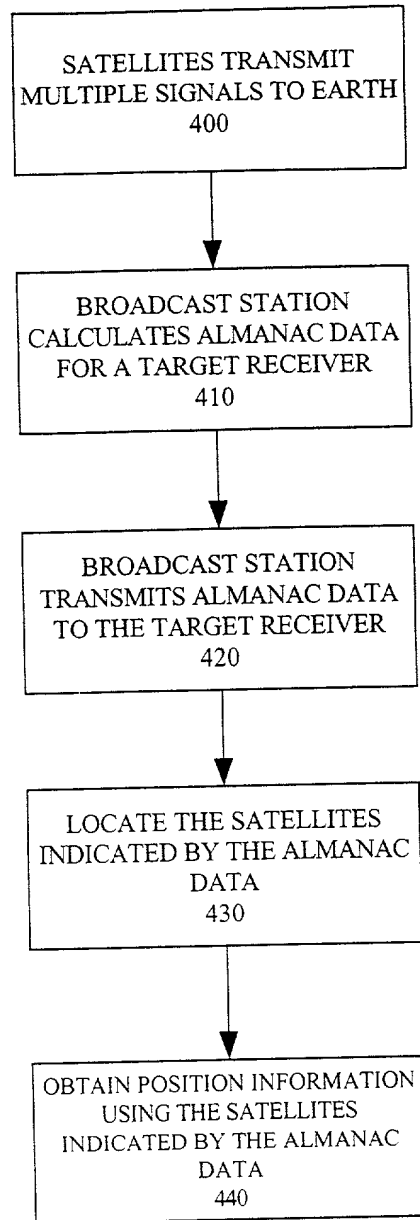 SATELLITES TRANSMIT
MULTIPLE SIGNALS TO EARTH
400
BROADCAST STATION
CALCULATES ALMANAC DATA
FOR A TARGET RECEIVER
410
BROADCAST STATION
TRANSMITS ALMANAC DATA
TO THE TARGET RECEIVER
420
LOCATE THE SATELLITES
INDICATED BY THE ALMANAC
DATA
430
OBTAIN POSITION INFORMATION
USING THE SATELLITES
INDICATED BY THE ALMANAC
DATA
440